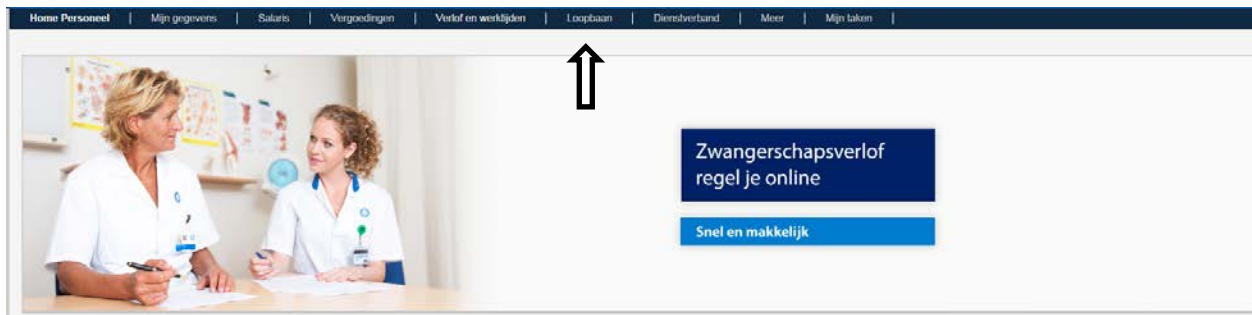 Home Personeel | Mijn gegevens | Salaris | Vergoedingen | Verlof en werktijden | Loopbaan | Dienstverband | Meer | Mijn taken |
Zwangerschapsverlof
regel je online
Snel en makkelijk